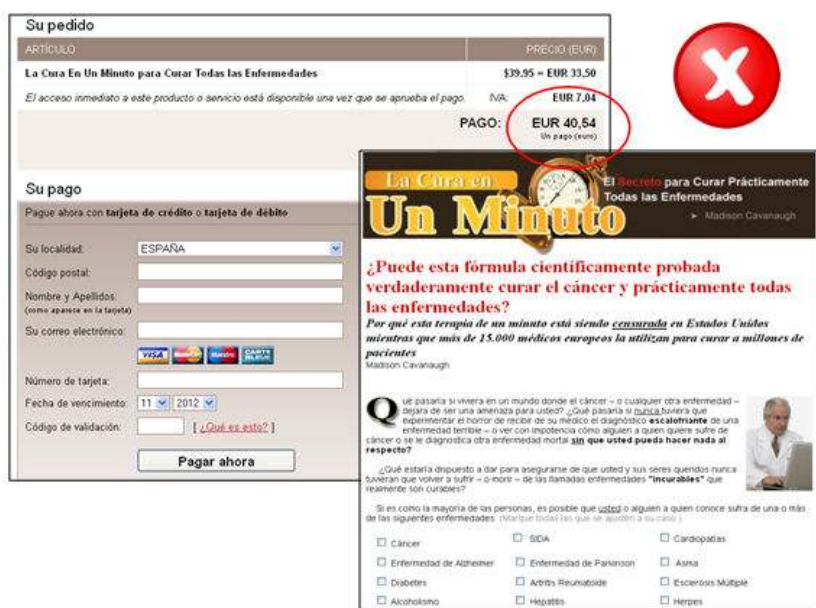 Su pedido
ARTÍCULO PRECIO (EUR)
La Cura En Un Minuto para Curar Todas las Enfermedades $39.95 = EUR 33,50
El acceso inmediato a este producto o servicio está disponible una vez que se aprueba el pago. IVA: EUR 7,04
PAGO: EUR 40,54
Un pago (euro)
Su pago
Pague ahora con tarjeta de crédito o tarjeta de débito
Su localidad: ESPAÑA
Código postal:
Nombre y Apellidos:
(como aparece en la tarjeta)
Su correo electrónico:
VISA MasterCard Maestro CARTE BLEUE
Número de tarjeta:
Fecha de vencimiento: 11 2012
Código de validación: [ ¿Qué es esto? ]
Pagar ahora
La Cura en
Un Minuto
El Secreto para Curar Prácticamente
Todas las Enfermedades
► Madison Cavanaugh
¿Puede esta fórmula científicamente probada
verdaderamente curar el cáncer y prácticamente todas
las enfermedades?
Por qué esta terapia de un minuto está siendo censurada en Estados Unidos
mientras que más de 15.000 médicos europeos la utilizan para curar a millones de
pacientes
Madison Cavanaugh
Qué pasaría si viviera en un mundo donde el cáncer – o cualquier otra enfermedad –
dejara de ser una amenaza para usted? ¿Qué pasaría si nunca tuviera que
experimentar el horror de recibir de su médico el diagnóstico escalofriante de una
enfermedad terrible – o ver con impotencia cómo alguien a quien quiere sufre de
cáncer o se le diagnostica otra enfermedad mortal sin que usted pueda hacer nada al
respecto?
¿Qué estaría dispuesto a dar para asegurarse de que usted y sus seres queridos nunca
tuvieran que volver a sufrir – o morir – de las llamadas enfermedades "incurables" que
realmente son curables?
Si es como la mayoría de las personas, es posible que usted o alguien a quien conoce sufra de una o más
de las siguientes enfermedades: (Marque todas las que se ajusten a su caso.)
Cáncer SIDA Cardiopatías
Enfermedad de Alzheimer Enfermedad de Parkinson Asma
Diabetes Artritis Reumatoide Esclerosis Múltiple
Alcoholismo Hepatitis Herpes